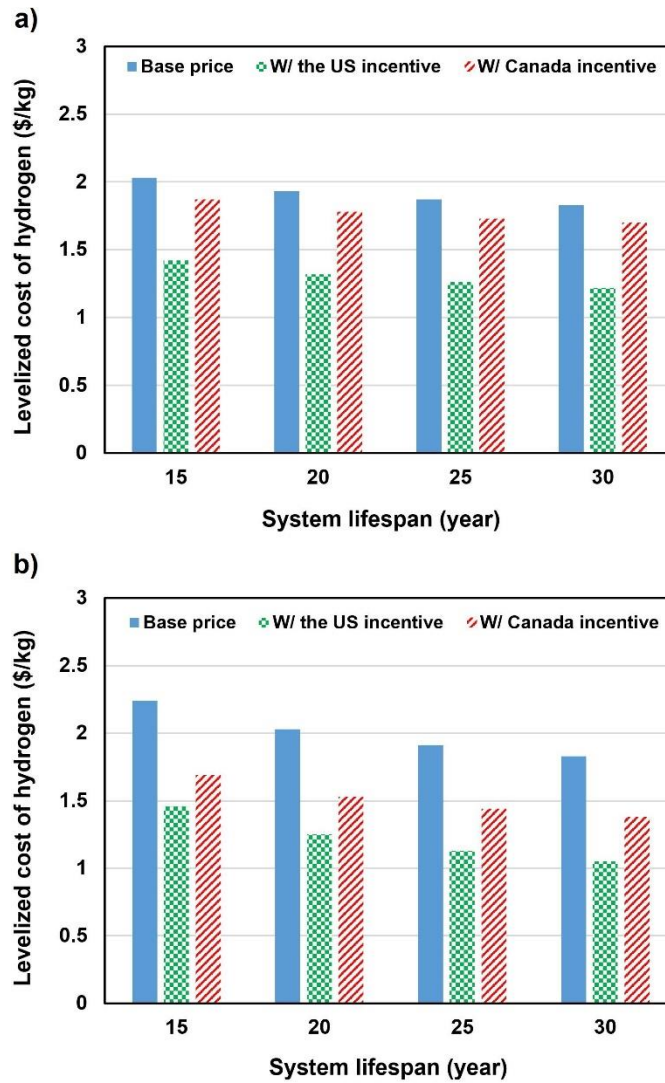 a)
3
Base price W/ the US incentive W/ Canada incentive
2.5
2
1.5
1
0.5
0
15 20 25 30
Levelized cost of hydrogen ($/kg)
System lifespan (year)
b)
3
Base price W/ the US incentive W/ Canada incentive
2.5
2
1.5
1
0.5
0
15 20 25 30
Levelized cost of hydrogen ($/kg)
System lifespan (year)